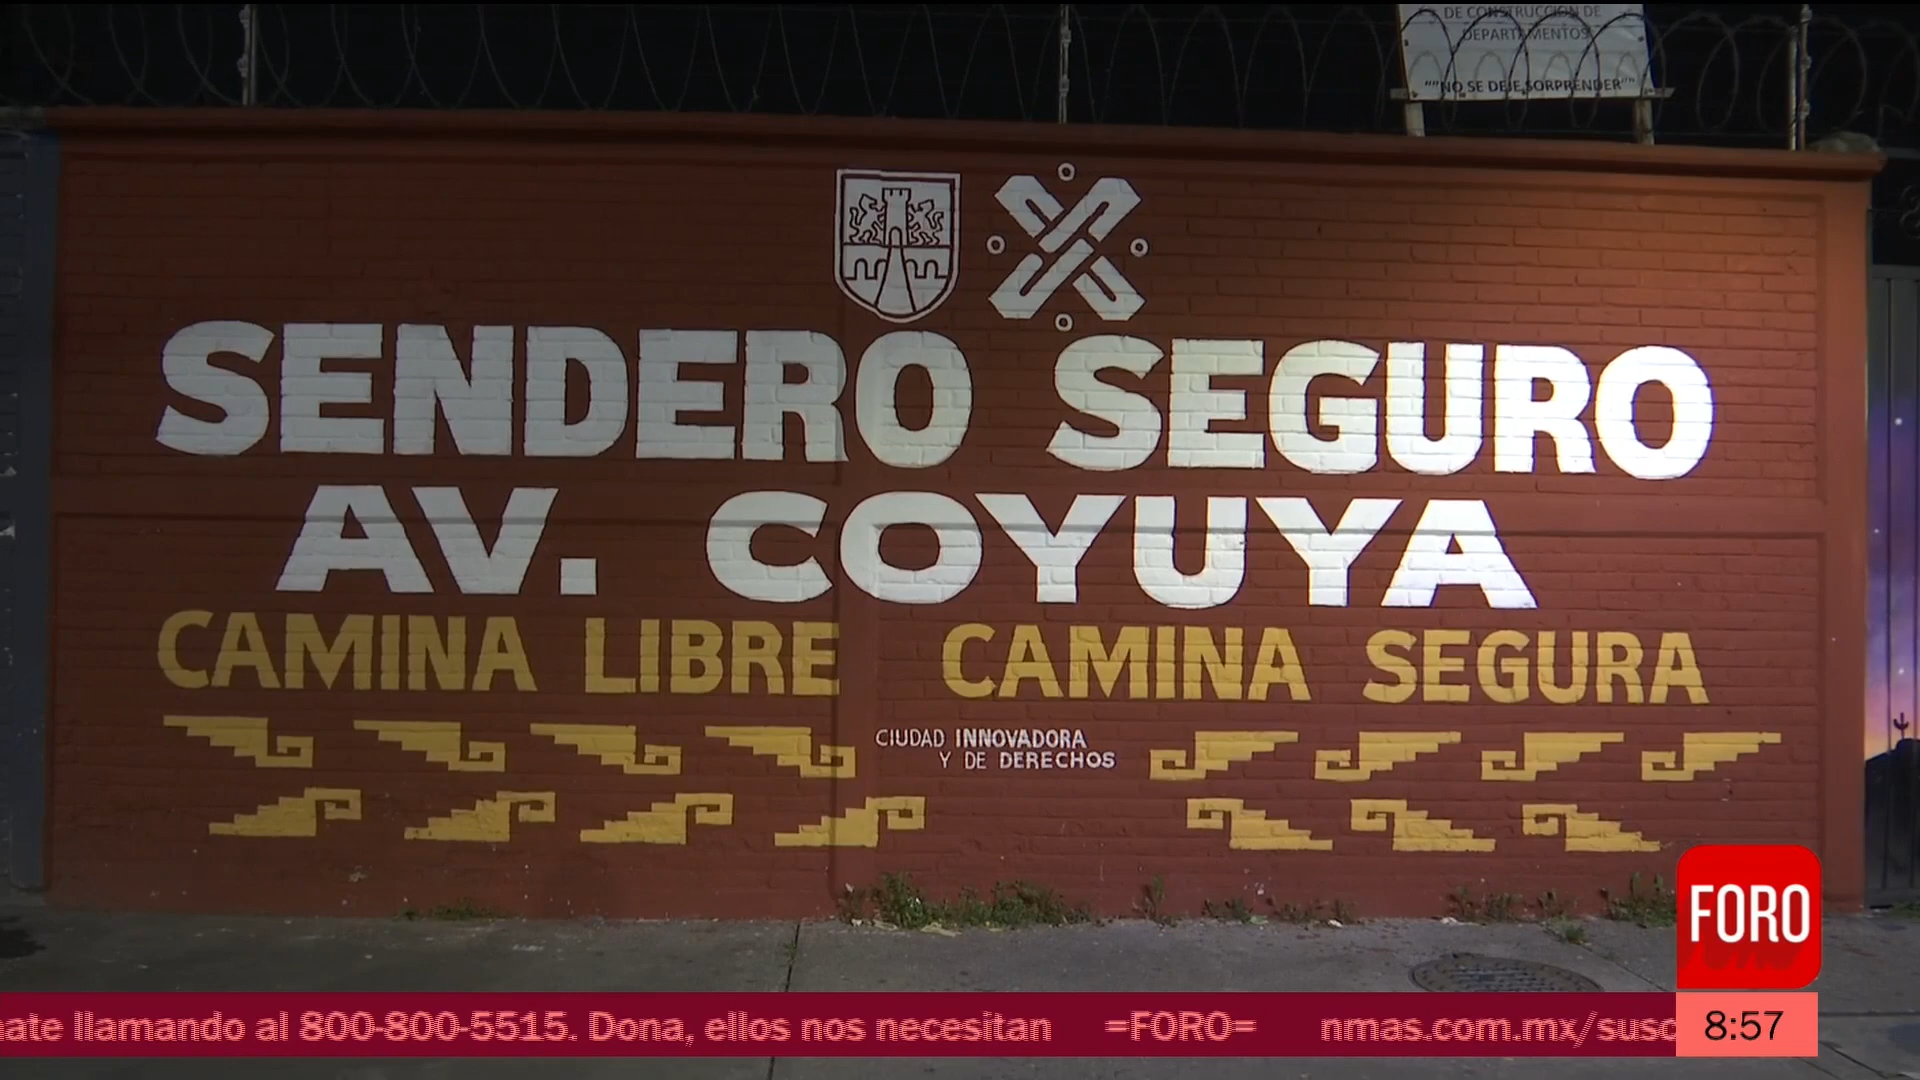 DE CONSTRUCCIÓN DE
DEPARTAMENTOS
""NO SE DEJE SORPRENDER""
SENDERO SEGURO
AV. COYUYA
CAMINA LIBRE CAMINA SEGURA
CIUDAD INNOVADORA
Y DE DERECHOS
FORO
llamando al 800-800-5515. Dona, ellos nos necesitan =FORO= nmas.com.mx/susc
8:57